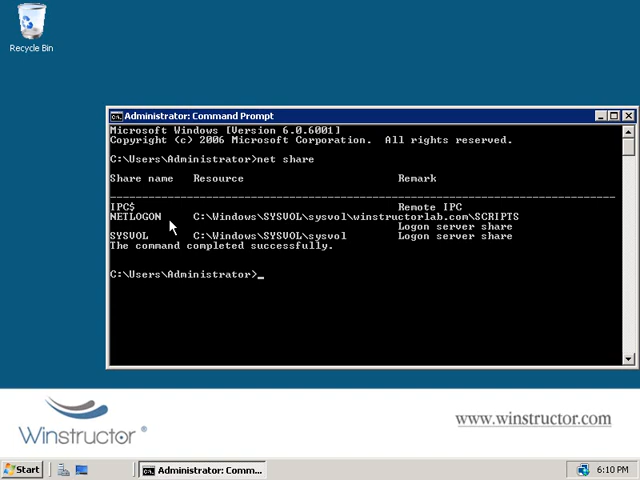 Recycle Bin
Administrator: Command Prompt
Microsoft Windows [Version 6.0.6001]
Copyright (c) 2006 Microsoft Corporation. All rights reserved.
C:\Users\Administrator>net share
Share name Resource Remark
-------------------------------------------------------------------------------
IPC$ Remote IPC
NETLOGON C:\Windows\SYSVOL\sysvol\winstructorlab.com\SCRIPTS
Logon server share
SYSVOL C:\Windows\SYSVOL\sysvol Logon server share
The command completed successfully.
C:\Users\Administrator>_
Winstructor®
www.winstructor.com
Start
Administrator: Comm...
6:10 PM